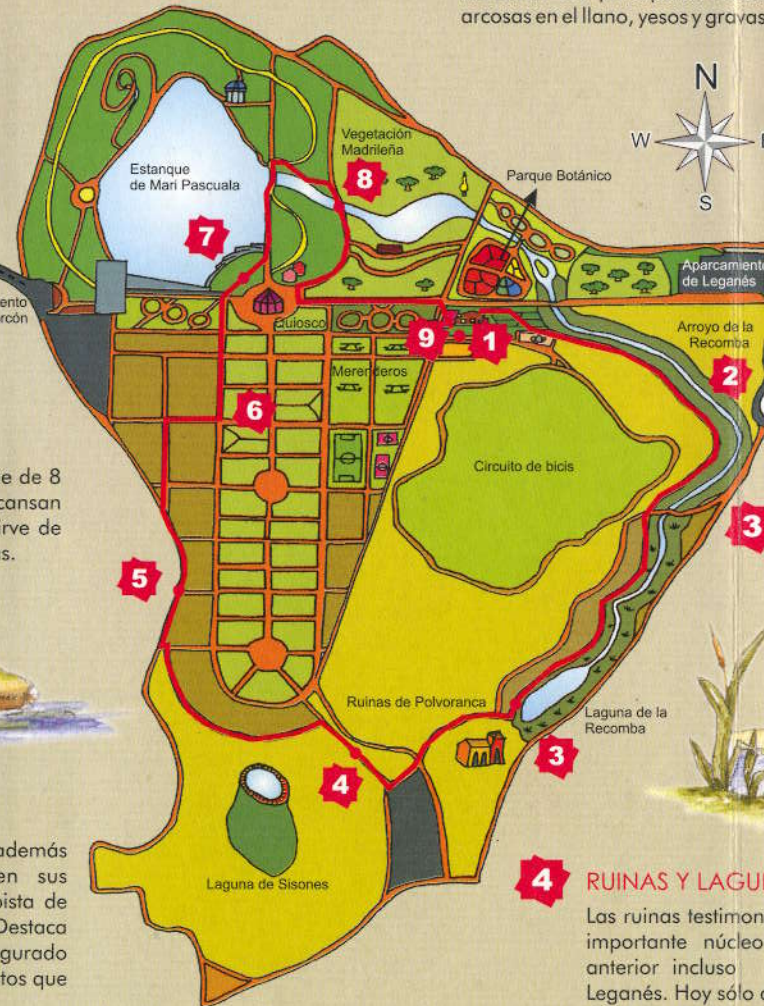 arcosas en el llano, yesos y gravas
N
W
S
Vegetación
Madrileña
8
Parque Botánico
Estanque
de Mari Pascuala
7
Aparcamiento
de Leganés
Quiosco
9
1
Arroyo de la
Recomba
2
Merenderos
6
Circuito de bicis
e de 8
cansan
irve de
as.
3
5
Ruinas de Polvoranca
Laguna de la
Recomba
3
4
Laguna de Sisones
además
en sus
pista de
Destaca
gurado
tos que
4
RUINAS Y LAGU
Las ruinas testimon
importante núcleo
anterior incluso
Leganés. Hoy sólo